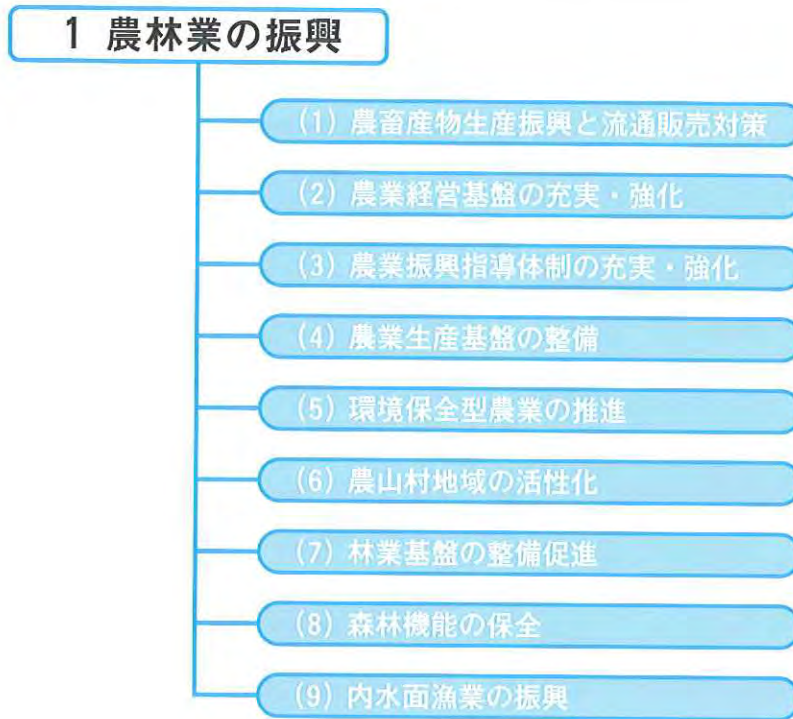 1 農林業の振興
(1) 農畜産物生産振興と流通販売対策
(2) 農業経営基盤の充実・強化
(3) 農業振興指導体制の充実・強化
(4) 農業生産基盤の整備
(5) 環境保全型農業の推進
(6) 農山村地域の活性化
(7) 林業基盤の整備促進
(8) 森林機能の保全
(9) 内水面漁業の振興